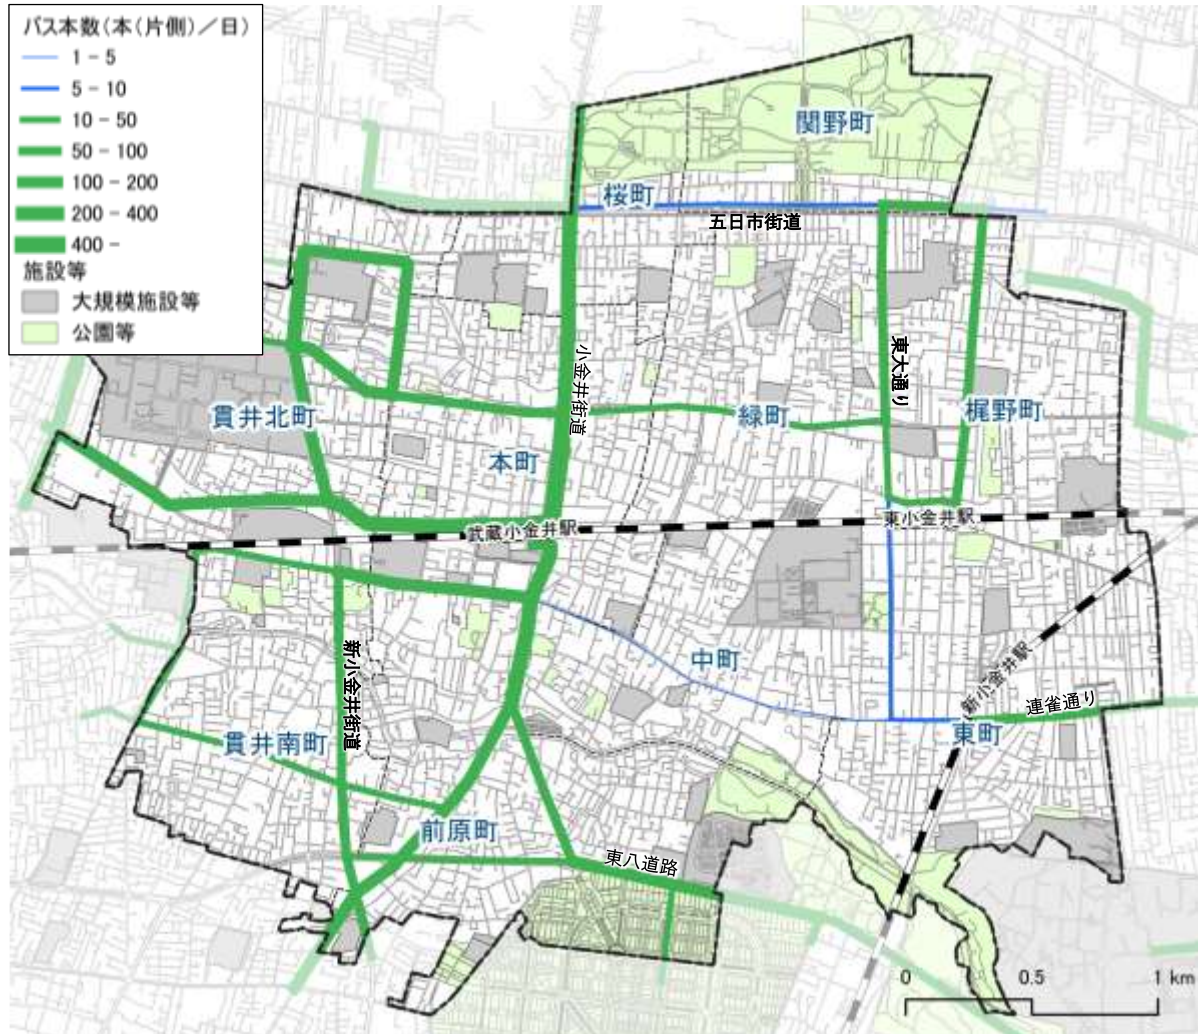 バス本数(本(片側)/日)
1 - 5
5 - 10
10 - 50
50 - 100
100 - 200
200 - 400
400 -
施設等
大規模施設等
公園等
関野町
桜町
五日市街道
小金井街道
東大通り
貫井北町
緑町
梶野町
本町
武蔵小金井駅
東小金井駅
新小金井街道
中町
新小金井駅
連雀通り
東町
貫井南町
前原町
東八道路
0 0.5 1 km